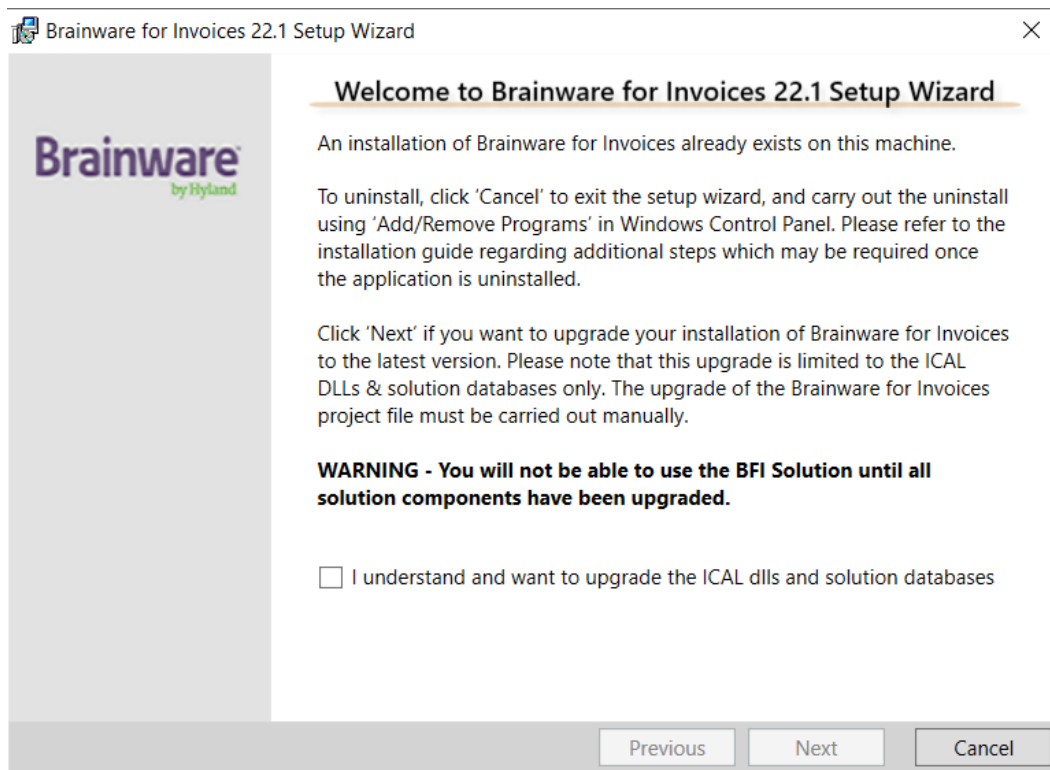 Brainware for Invoices 22.1 Setup Wizard
Welcome to Brainware for Invoices 22.1 Setup Wizard
Brainware
by Hyland
An installation of Brainware for Invoices already exists on this machine.
To uninstall, click ‘Cancel’ to exit the setup wizard, and carry out the uninstall
using ‘Add/Remove Programs’ in Windows Control Panel. Please refer to the
installation guide regarding additional steps which may be required once
the application is uninstalled.
Click ‘Next’ if you want to upgrade your installation of Brainware for Invoices
to the latest version. Please note that this upgrade is limited to the ICAL
DLLs & solution databases only. The upgrade of the Brainware for Invoices
project file must be carried out manually.
WARNING - You will not be able to use the BFI Solution until all
solution components have been upgraded.
I understand and want to upgrade the ICAL dlls and solution databases
Previous
Next
Cancel